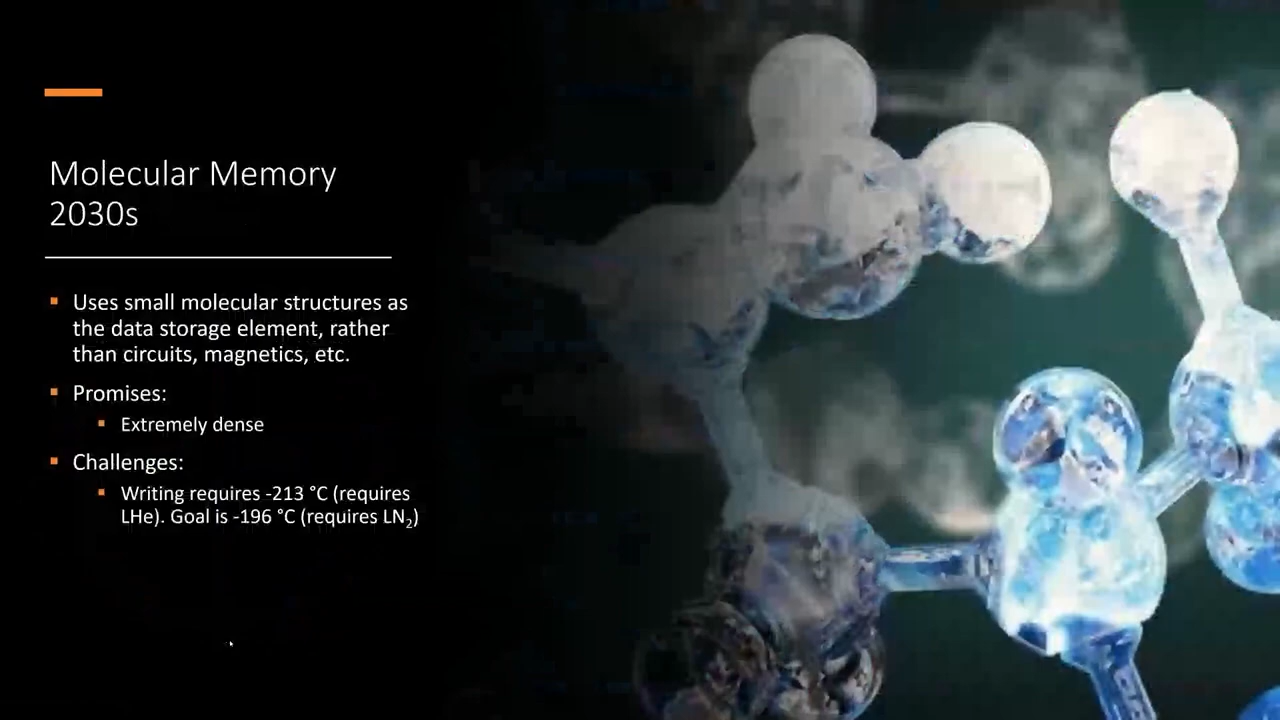 Molecular Memory
2030s
▪ Uses small molecular structures as
the data storage element, rather
than circuits, magnetics, etc.
▪ Promises:
▪ Extremely dense
▪ Challenges:
▪ Writing requires -213 °C (requires
LHe). Goal is -196 °C (requires LN₂)